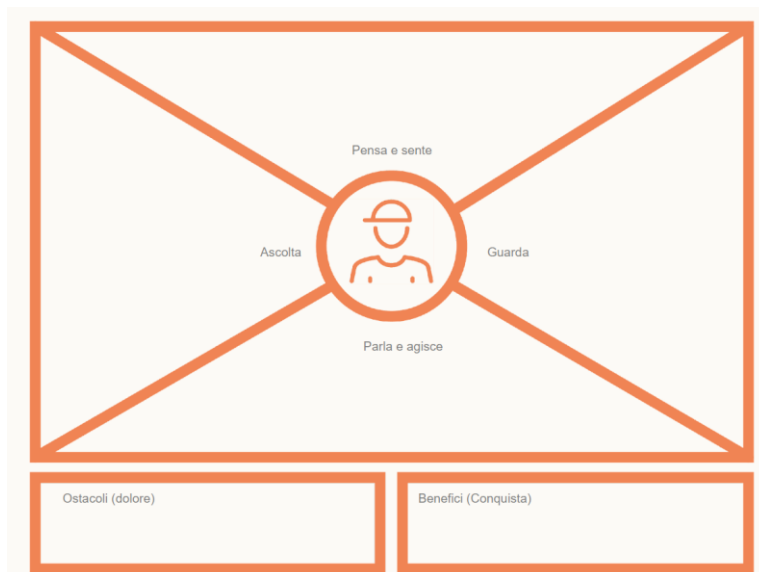 Pensa e sente
Ascolta
Guarda
Parla e agisce
Ostacoli (dolore)
Benefici (Conquista)